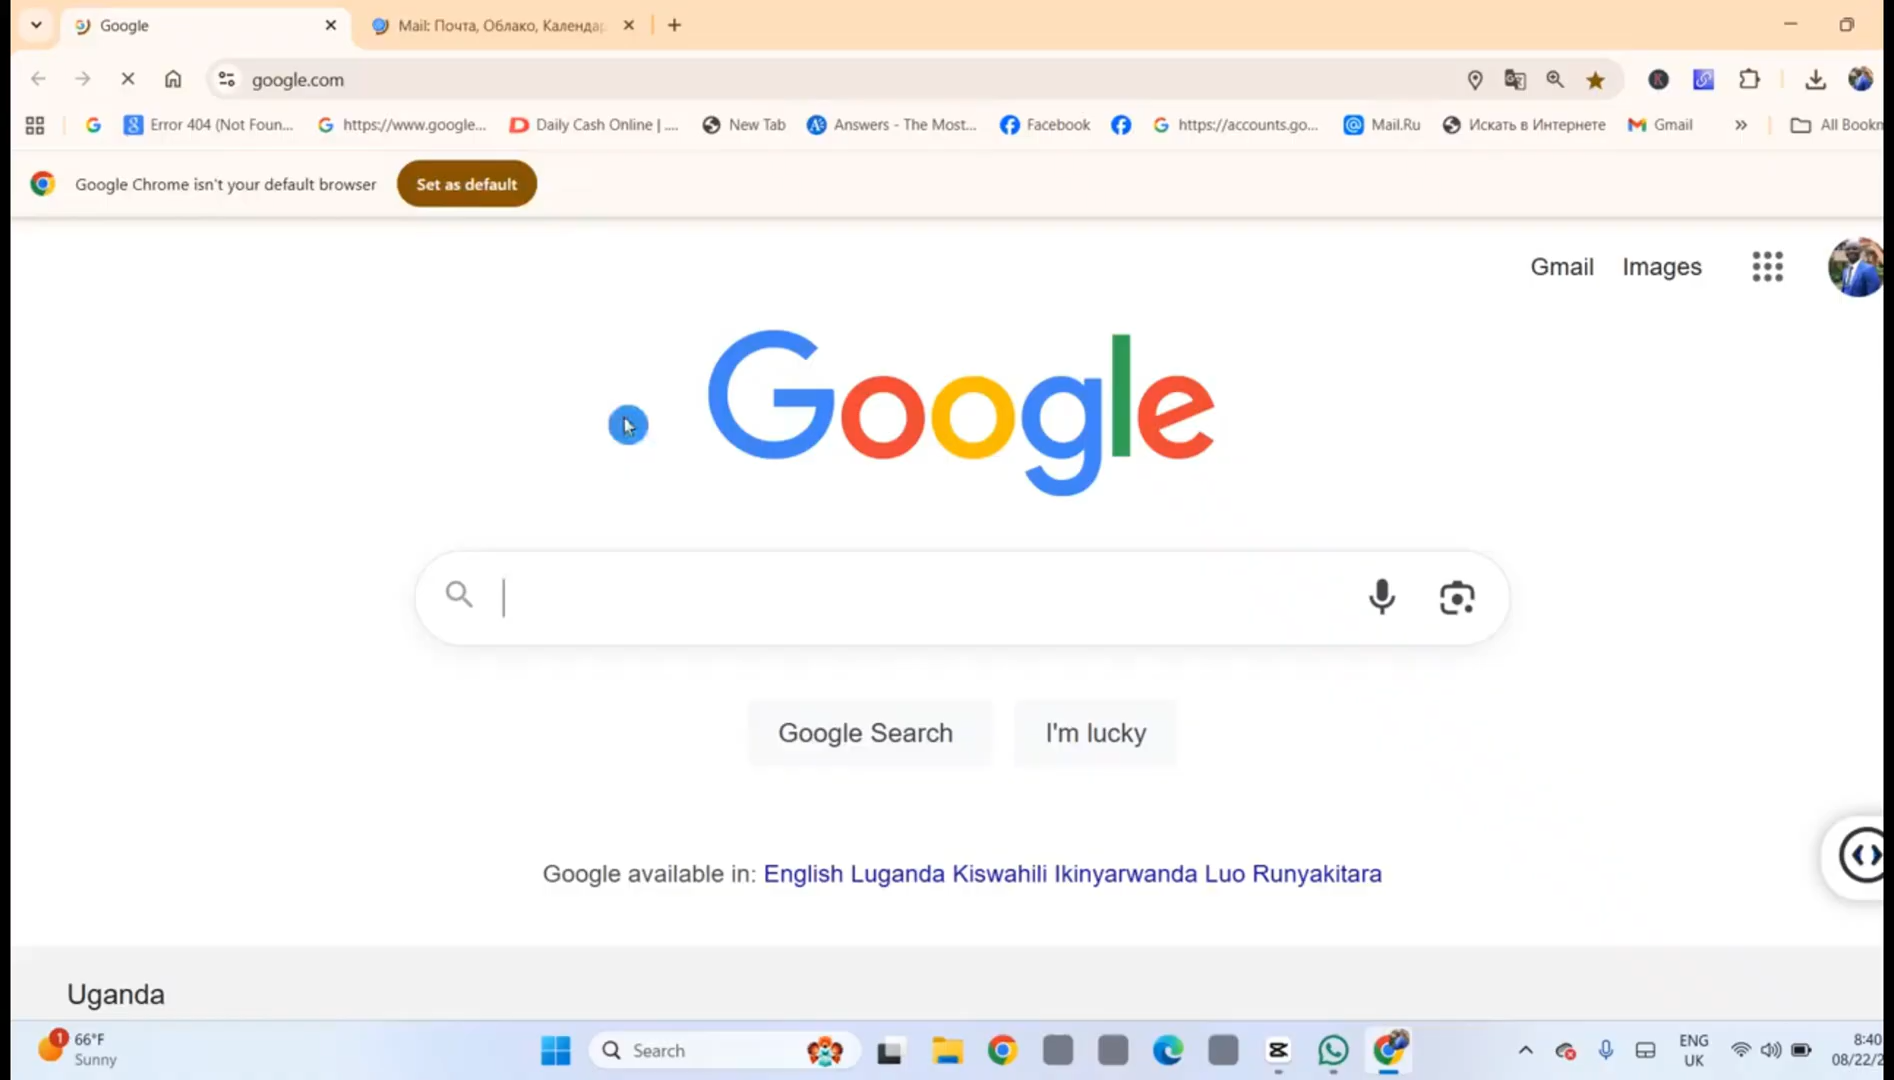 Google
Mail: Почта, Облако, Календар
google.com
Error 404 (Not Foun...
https://www.google...
Daily Cash Online | ....
New Tab
Answers - The Most...
Facebook
https://accounts.go...
Mail.Ru
Искать в Интернете
Gmail
All Bookm
Google Chrome isn't your default browser
Set as default
Gmail
Images
Google
Google Search
I'm lucky
Google available in: English Luganda Kiswahili Ikinyarwanda Luo Runyakitara
Uganda
1
66°F
Sunny
Search
ENG
UK
8:40
08/22/2